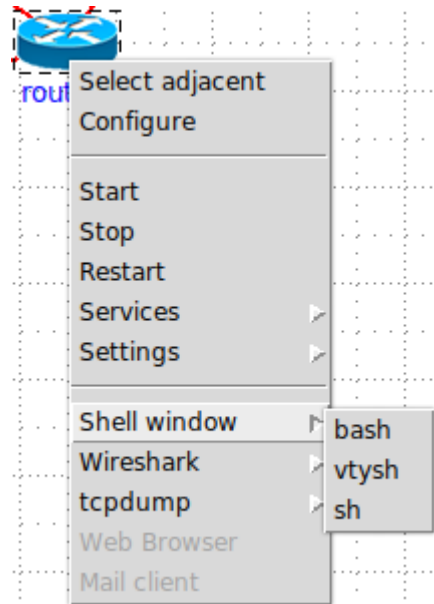 rout
Select adjacent
Configure
Start
Stop
Restart
Services
Settings
Shell window
bash
vtysh
sh
Wireshark
tcpdump
Web Browser
Mail client